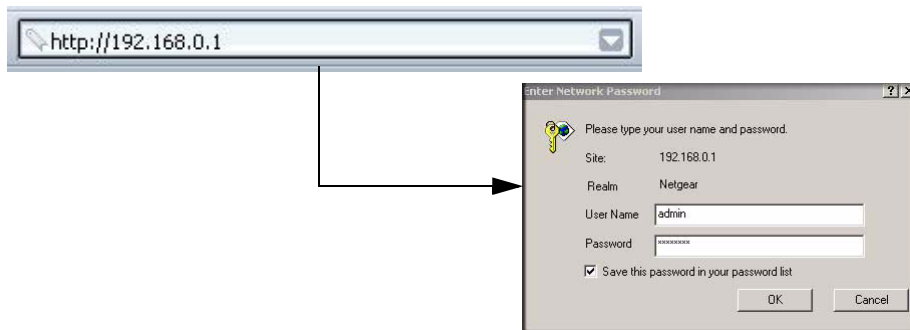 http://192.168.0.1
Enter Network Password
Please type your user name and password.
Site: 192.168.0.1
Realm Netgear
User Name admin
Password ××××××××
Save this password in your password list
OK Cancel